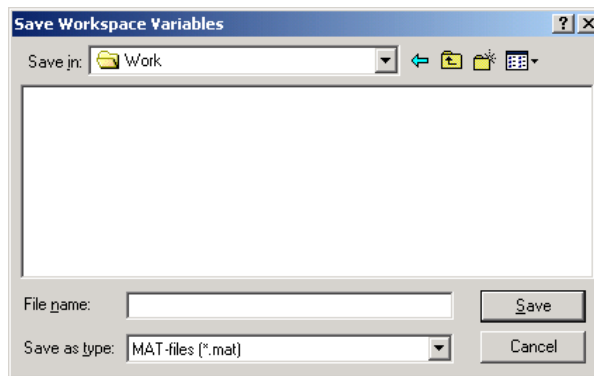 Save Workspace Variables
Save in: Work
File name:
Save
Save as type: MAT-files (*.mat)
Cancel